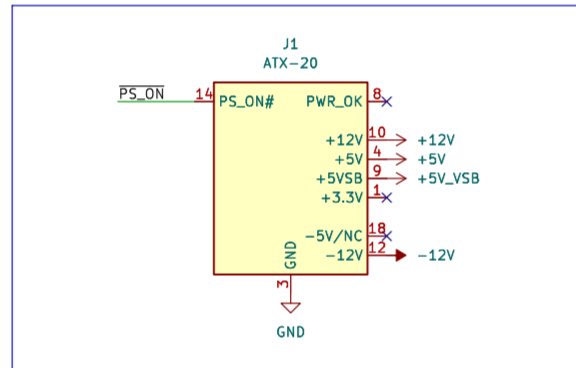 J1
ATX-20
PS_ON
14 PS_ON# PWR_OK 8
+12V 10 +12V
+5V 4 +5V
+5VSB 9 +5V_VSB
+3.3V 1
-5V/NC 18
-12V 12 -12V
GND
3
GND